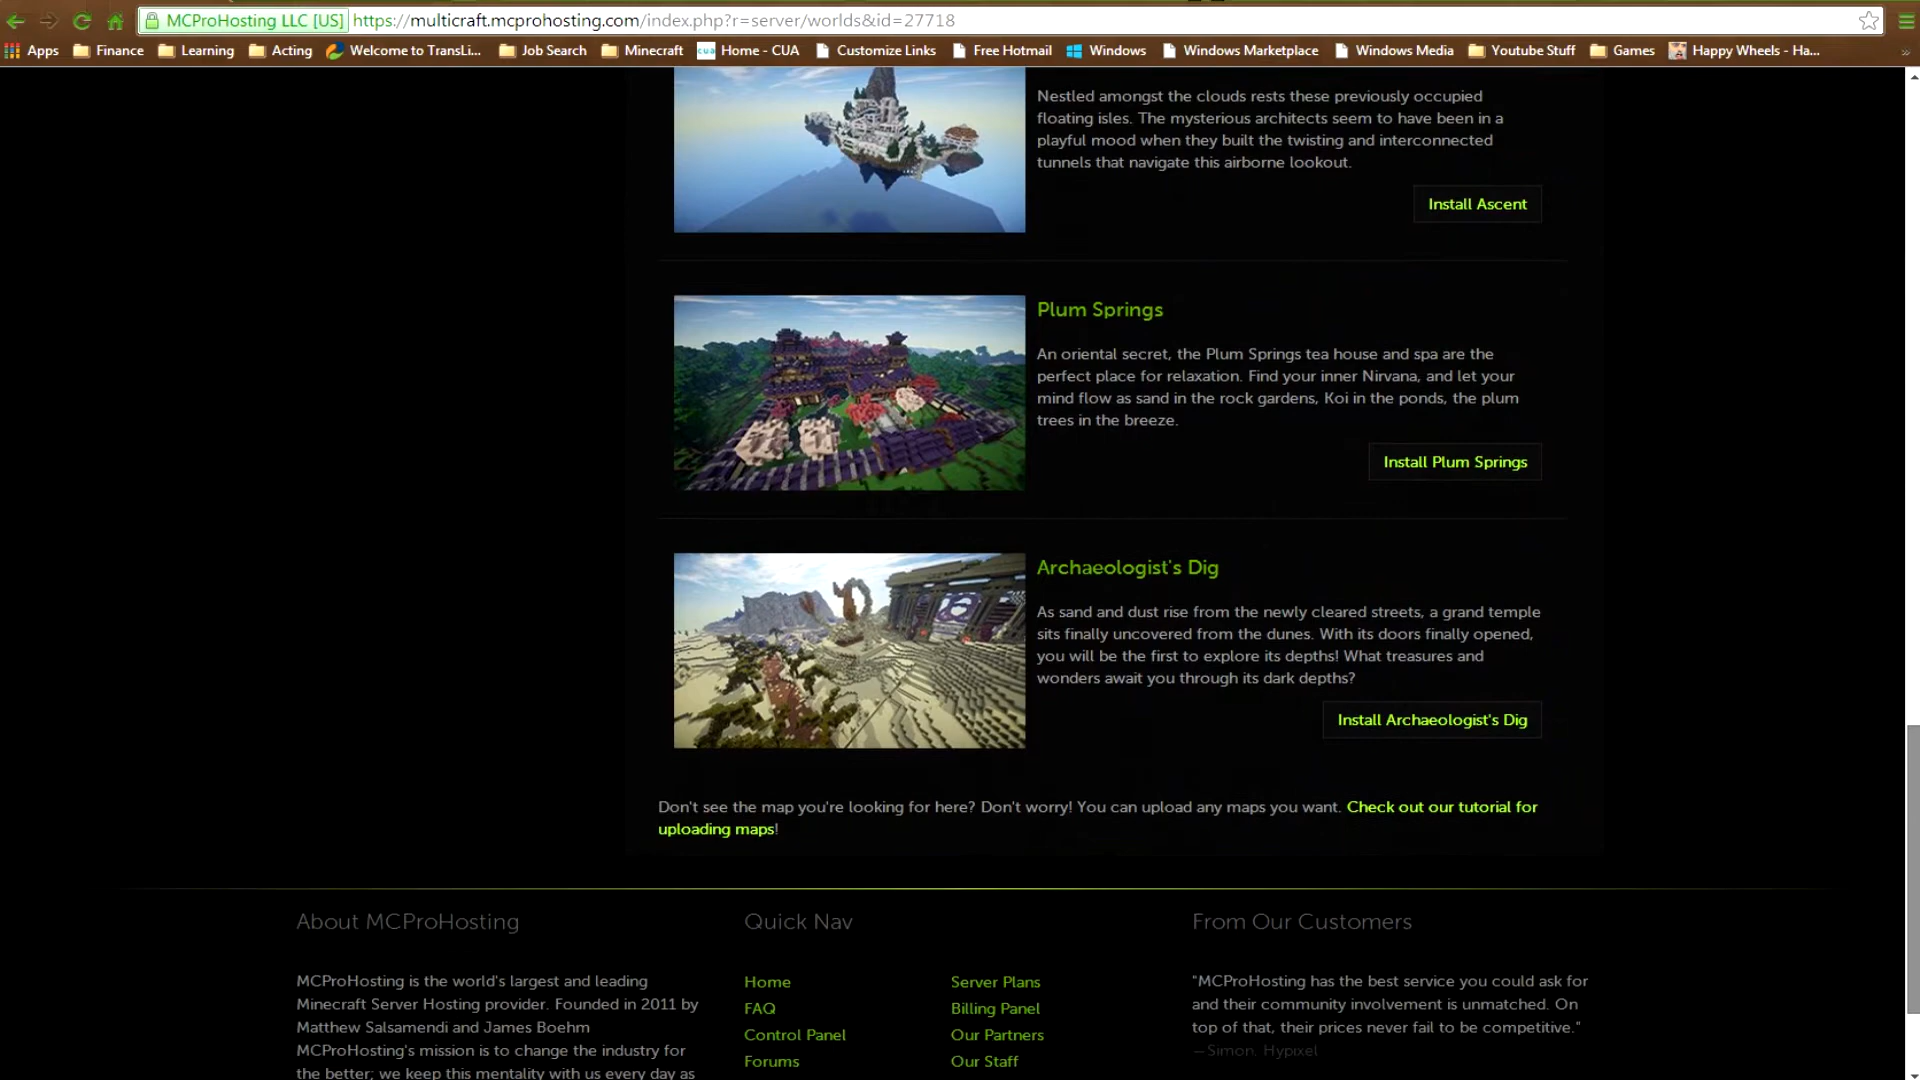 MCProHosting LLC [US] https://multicraft.mcprohosting.com/index.php?r=server/worlds&id=27718
Apps Finance Learning Acting Welcome to TransLi... Job Search Minecraft cua Home - CUA Customize Links Free Hotmail Windows Windows Marketplace Windows Media Youtube Stuff Games Happy Wheels - Ha... »
Nestled amongst the clouds rests these previously occupied
floating isles. The mysterious architects seem to have been in a
playful mood when they built the twisting and interconnected
tunnels that navigate this airborne lookout.
Install Ascent
Plum Springs
An oriental secret, the Plum Springs tea house and spa are the
perfect place for relaxation. Find your inner Nirvana, and let your
mind flow as sand in the rock gardens, Koi in the ponds, the plum
trees in the breeze.
Install Plum Springs
Archaeologist's Dig
As sand and dust rise from the newly cleared streets, a grand temple
sits finally uncovered from the dunes. With its doors finally opened,
you will be the first to explore its depths! What treasures and
wonders await you through its dark depths?
Install Archaeologist's Dig
Don't see the map you're looking for here? Don't worry! You can upload any maps you want. Check out our tutorial for
uploading maps!
About MCProHosting
MCProHosting is the world's largest and leading
Minecraft Server Hosting provider. Founded in 2011 by
Matthew Salsamendi and James Boehm
MCProHosting's mission is to change the industry for
the better; we keep this mentality with us every day as
Quick Nav
Home
FAQ
Control Panel
Forums
Server Plans
Billing Panel
Our Partners
Our Staff
From Our Customers
"MCProHosting has the best service you could ask for
and their community involvement is unmatched. On
top of that, their prices never fail to be competitive."
—Simon, Hypixel